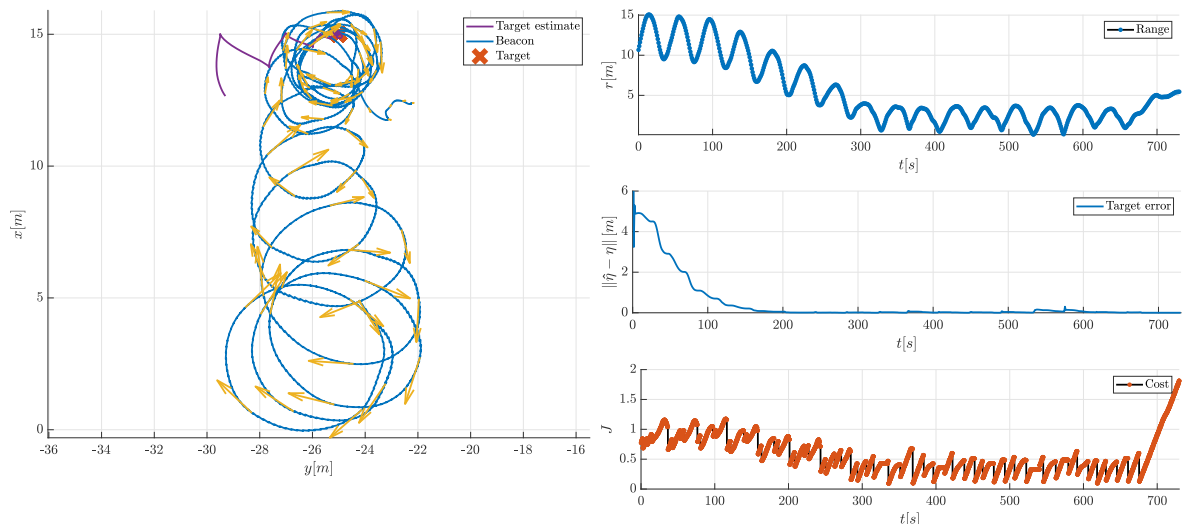 Target estimate
Beacon
Target
15
10
5
0
x[m]
-36 -34 -32 -30 -28 -26 -24 -22 -20 -18 -16
y[m]
Range
15
10
5
r[m]
0 100 200 300 400 500 600 700
t[s]
Target error
6
4
2
0
||η̂ − η|| [m]
0 100 200 300 400 500 600 700
t[s]
Cost
2
1.5
1
0.5
0
J
0 100 200 300 400 500 600 700
t[s]